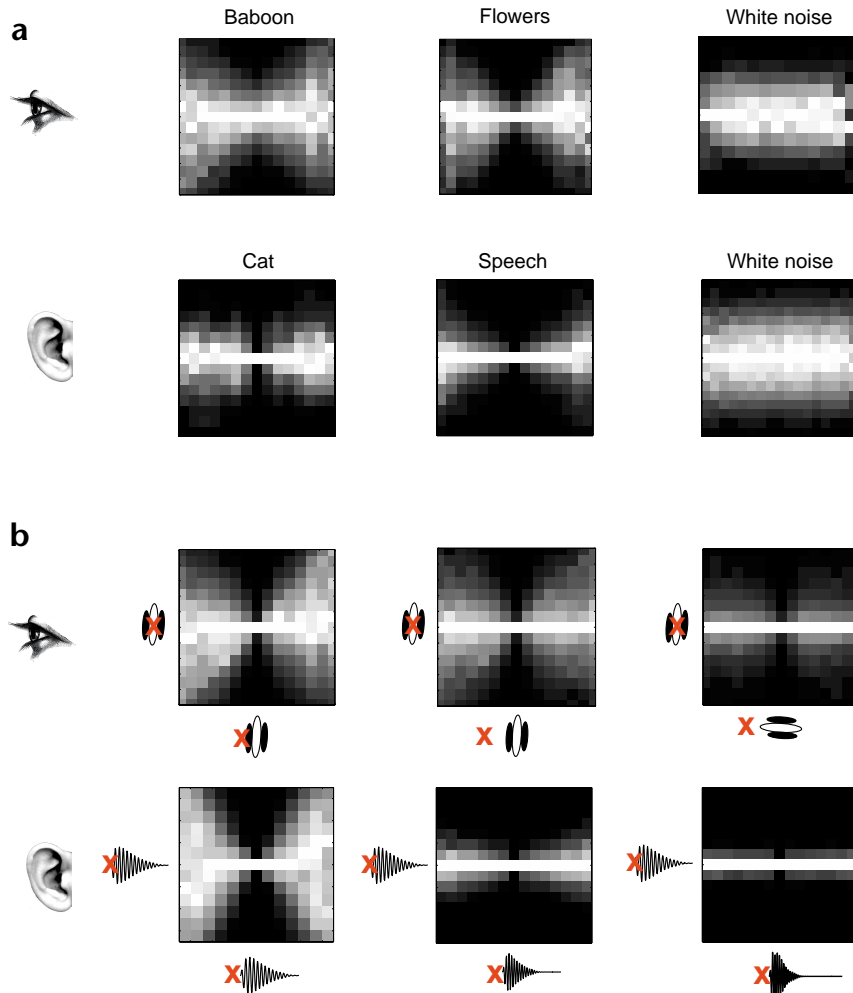 a
Baboon Flowers White noise
Cat Speech White noise
b
X X X
X X X
X X X
X X X